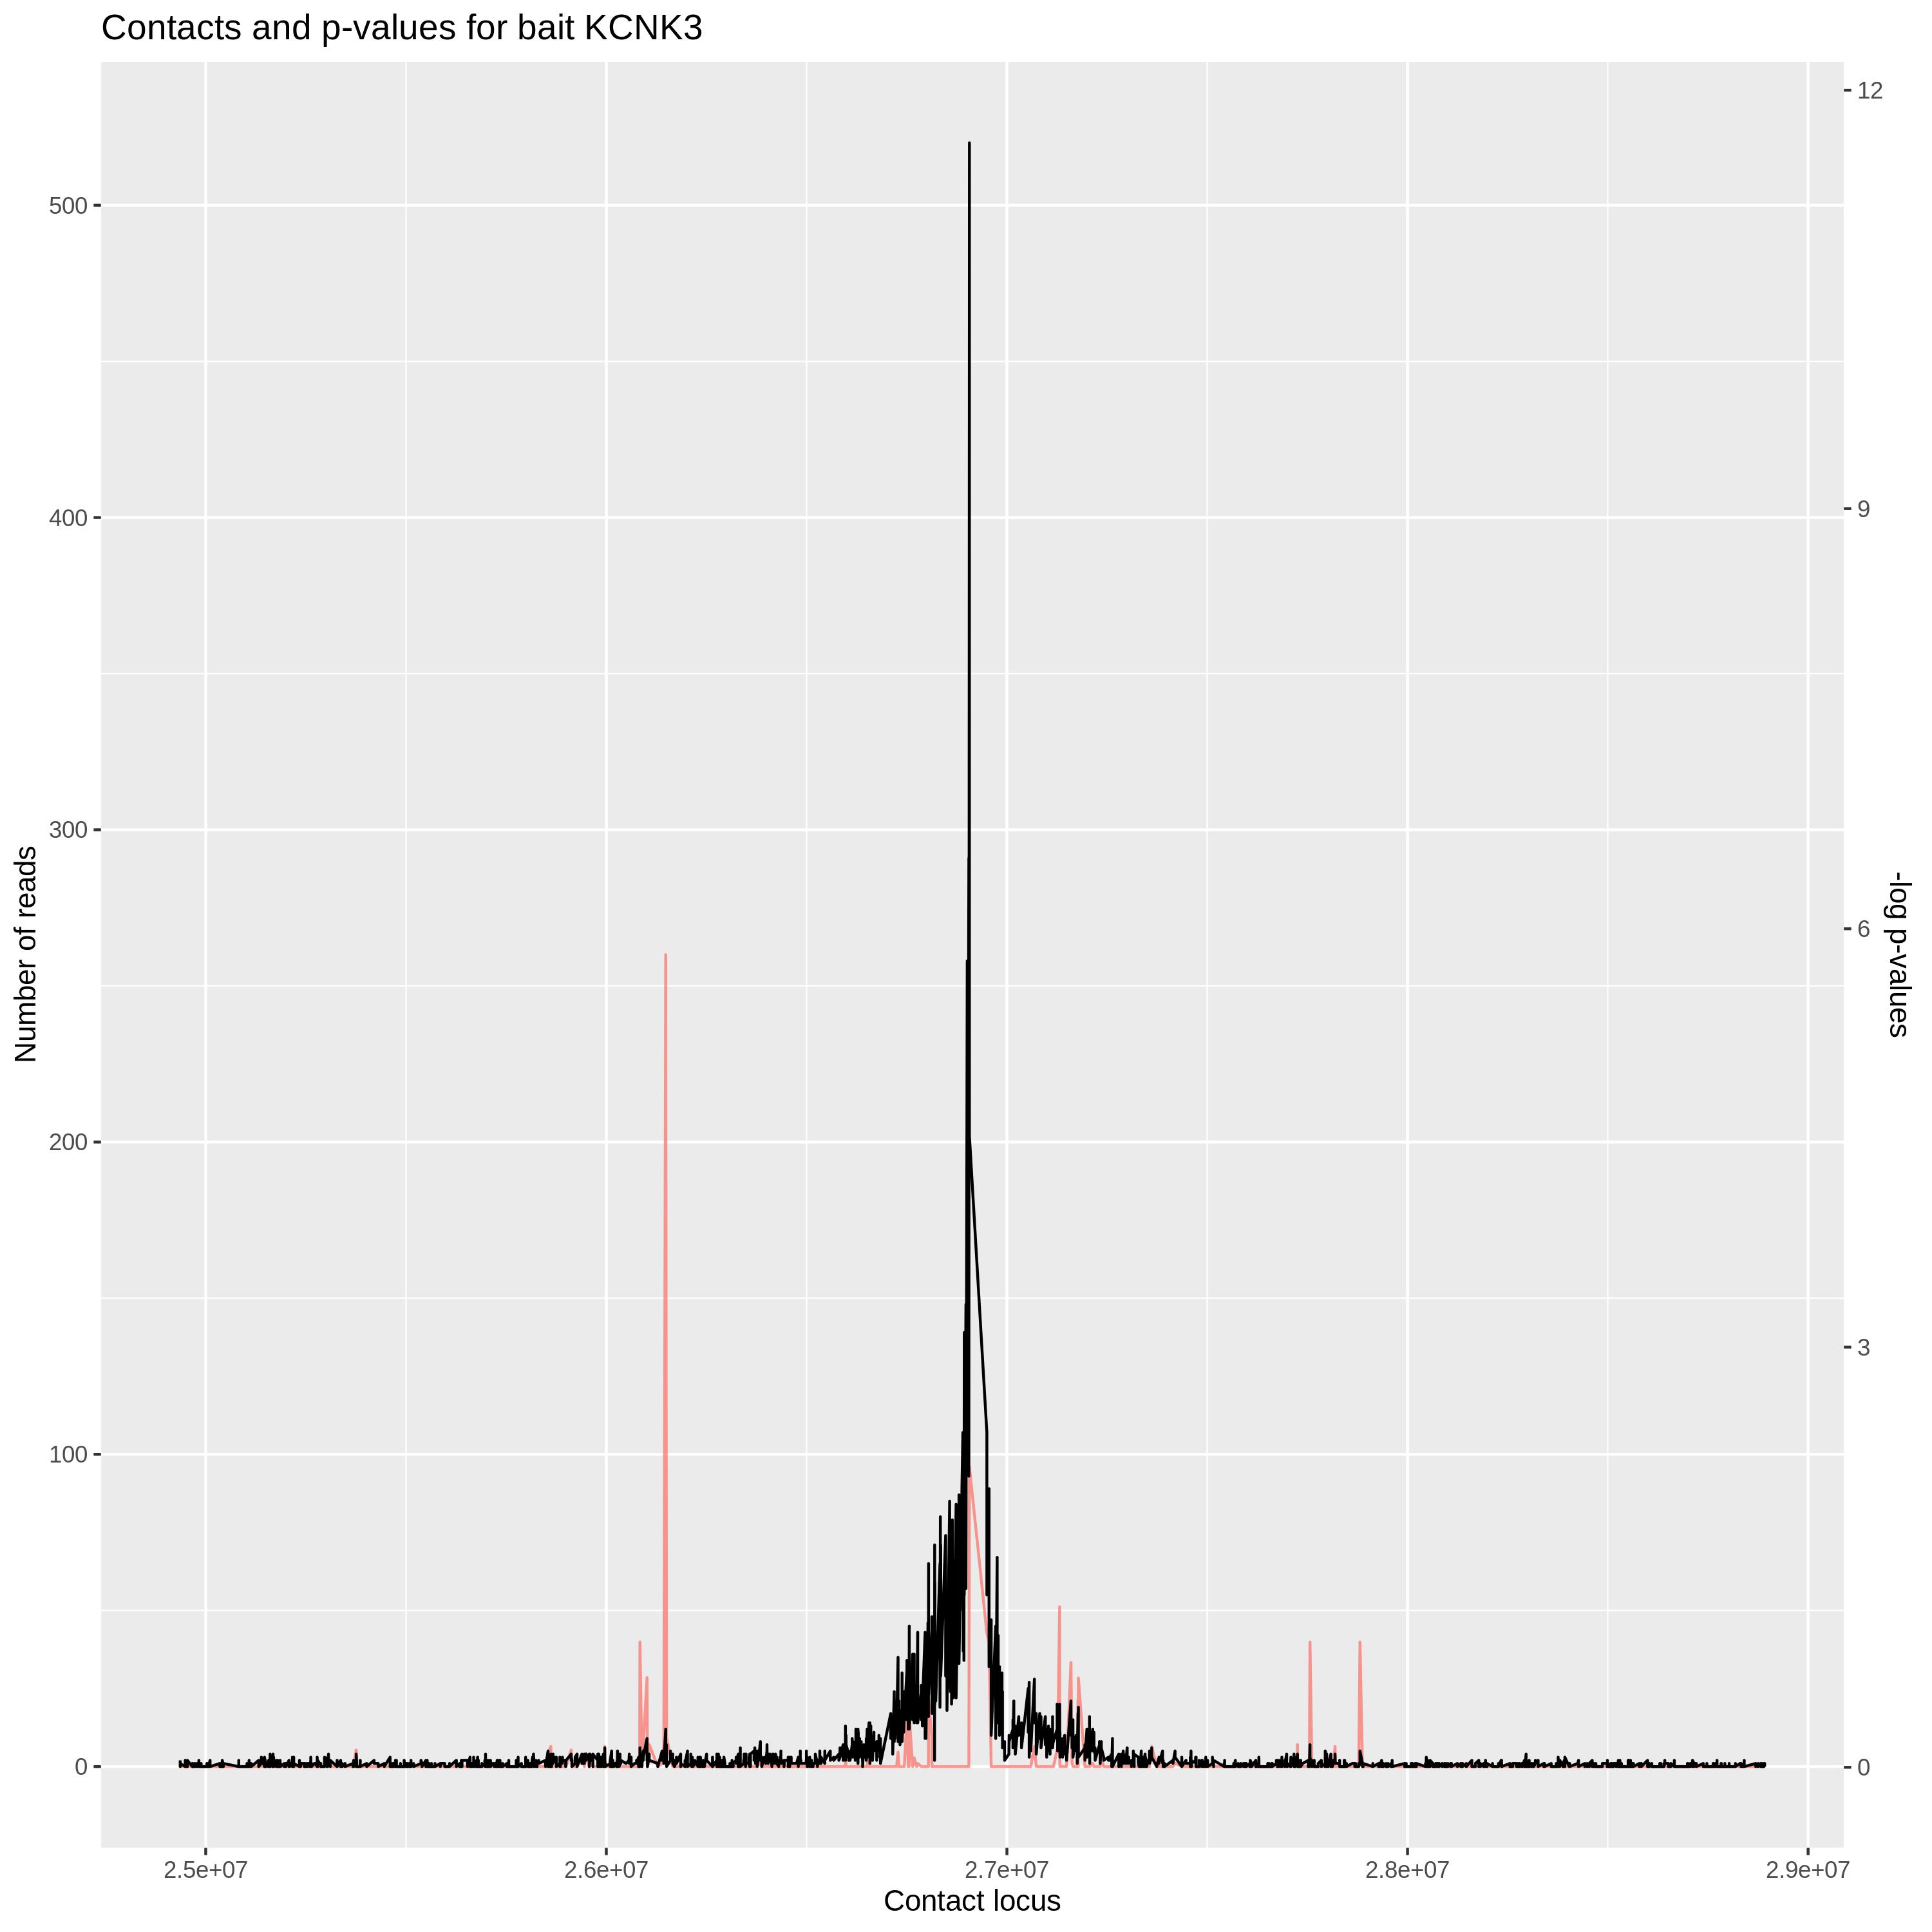 Contacts and p-values for bait KCNK3
12
500
9
400
300
6
200
3
100
0
0
Number of reads
-log p-values
2.5e+07
2.6e+07
2.7e+07
2.8e+07
2.9e+07
Contact locus